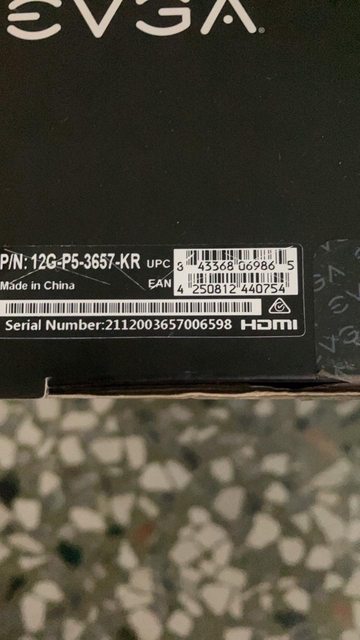 EVGA
P/N: 12G-P5-3657-KR UPC 8 43368 06986 5
Made in China EAN 4 250812 440754
Serial Number:2112003657006598 HDMI